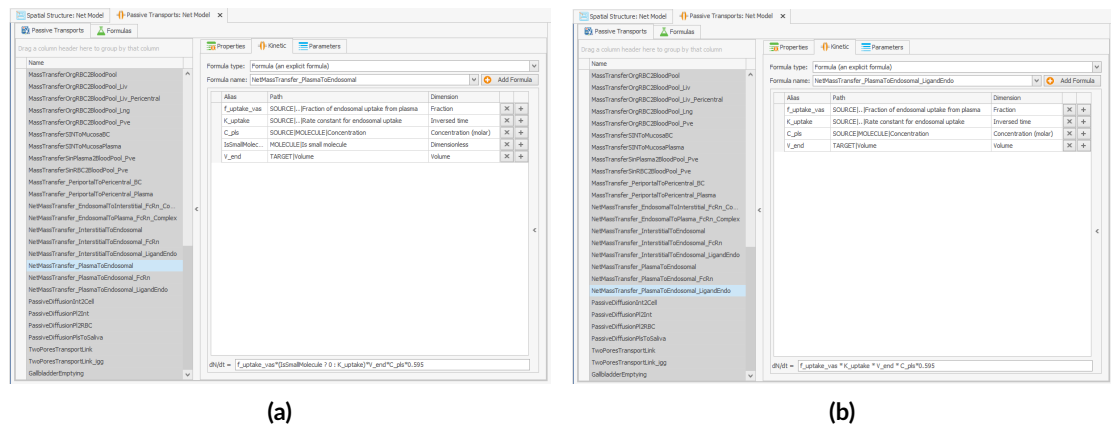 Spatial Structure: Net Model
Passive Transports: Net Model ×
Passive Transports
Formulas
Drag a column header here to group by that column
Name
MassTransferOrgRBC2BloodPool
MassTransferOrgRBC2BloodPool_Liv
MassTransferOrgRBC2BloodPool_Liv_Pericentral
MassTransferOrgRBC2BloodPool_Lng
MassTransferOrgRBC2BloodPool_Pve
MassTransferSINToMucosaBC
MassTransferSINToMucosaPlasma
MassTransferSinPlasma2BloodPool_Pve
MassTransferSinRBC2BloodPool_Pve
MassTransfer_PeriportalToPericentral_BC
MassTransfer_PeriportalToPericentral_Plasma
NetMassTransfer_EndosomalToInterstitial_FcRn_Co...
NetMassTransfer_EndosomalToPlasma_FcRn_Complex
NetMassTransfer_InterstitialToEndosomal
NetMassTransfer_InterstitialToEndosomal_FcRn
NetMassTransfer_InterstitialToEndosomal_LigandEndo
NetMassTransfer_PlasmaToEndosomal
NetMassTransfer_PlasmaToEndosomal_FcRn
NetMassTransfer_PlasmaToEndosomal_LigandEndo
PassiveDiffusionInt2Cell
PassiveDiffusionPl2Int
PassiveDiffusionPl2RBC
PassiveDiffusionPlsToSaliva
TwoPoresTransportLink
TwoPoresTransportLink_igg
GallbladderEmptying
Properties
Kinetic
Parameters
Formula type: Formula (an explicit formula)
Formula name: NetMassTransfer_PlasmaToEndosomal Add Formula
Alias Path Dimension
f_uptake_vas SOURCE|..|Fraction of endosomal uptake from plasma Fraction × +
K_uptake SOURCE|..|Rate constant for endosomal uptake Inversed time × +
C_pls SOURCE|MOLECULE|Concentration Concentration (molar) × +
IsSmallMolec... MOLECULE|Is small molecule Dimensionless × +
V_end TARGET|Volume Volume × +
dN/dt = f_uptake_vas*(IsSmallMolecule ? 0 : K_uptake)*V_end*C_pls*0.595
(a)
Spatial Structure: Net Model
Passive Transports: Net Model ×
Passive Transports
Formulas
Drag a column header here to group by that column
Name
MassTransferOrgRBC2BloodPool
MassTransferOrgRBC2BloodPool_Liv
MassTransferOrgRBC2BloodPool_Liv_Pericentral
MassTransferOrgRBC2BloodPool_Lng
MassTransferOrgRBC2BloodPool_Pve
MassTransferSINToMucosaBC
MassTransferSINToMucosaPlasma
MassTransferSinPlasma2BloodPool_Pve
MassTransferSinRBC2BloodPool_Pve
MassTransfer_PeriportalToPericentral_BC
MassTransfer_PeriportalToPericentral_Plasma
NetMassTransfer_EndosomalToInterstitial_FcRn_Co...
NetMassTransfer_EndosomalToPlasma_FcRn_Complex
NetMassTransfer_InterstitialToEndosomal
NetMassTransfer_InterstitialToEndosomal_FcRn
NetMassTransfer_InterstitialToEndosomal_LigandEndo
NetMassTransfer_PlasmaToEndosomal
NetMassTransfer_PlasmaToEndosomal_FcRn
NetMassTransfer_PlasmaToEndosomal_LigandEndo
PassiveDiffusionInt2Cell
PassiveDiffusionPl2Int
PassiveDiffusionPl2RBC
PassiveDiffusionPlsToSaliva
TwoPoresTransportLink
TwoPoresTransportLink_igg
GallbladderEmptying
Properties
Kinetic
Parameters
Formula type: Formula (an explicit formula)
Formula name: NetMassTransfer_PlasmaToEndosomal_LigandEndo Add Formula
Alias Path Dimension
f_uptake_vas SOURCE|..|Fraction of endosomal uptake from plasma Fraction × +
K_uptake SOURCE|..|Rate constant for endosomal uptake Inversed time × +
C_pls SOURCE|MOLECULE|Concentration Concentration (molar) × +
V_end TARGET|Volume Volume × +
dN/dt = f_uptake_vas * K_uptake * V_end * C_pls*0.595
(b)